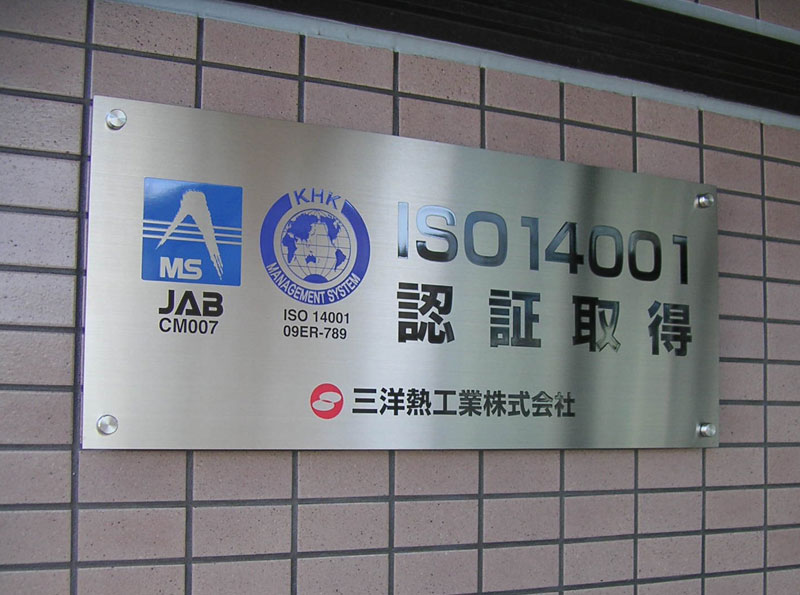 MS
JAB
CM007
KHK
MANAGEMENT SYSTEM
ISO 14001
09ER-789
ISO14001
認証取得
三洋熱工業株式会社